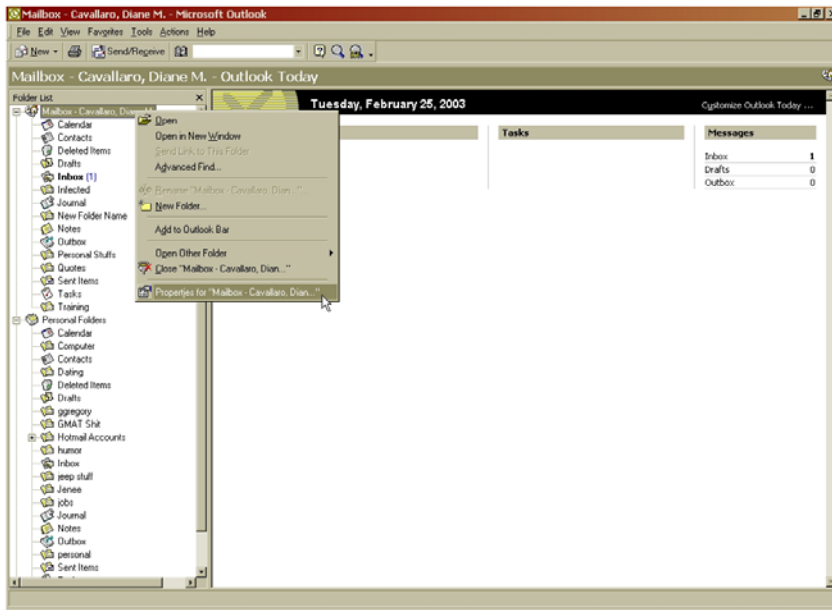 Mailbox - Cavallaro, Diane M. - Microsoft Outlook
File Edit View Favorites Tools Actions Help
New Send/Receive
Mailbox - Cavallaro, Diane M. - Outlook Today
Folder List
Mailbox - Cavallaro, Diane M.
Calendar
Contacts
Deleted Items
Drafts
Inbox (1)
Infected
Journal
New Folder Name
Notes
Outbox
Personal Stuffs
Quotes
Sent Items
Tasks
Training
Personal Folders
Calendar
Computer
Contacts
Dating
Deleted Items
Drafts
ggregory
GMAT Shit
Hotmail Accounts
humor
Inbox
jeep stuff
Jenee
jobs
Journal
Notes
Outbox
personal
Sent Items
Open
Open in New Window
Send Link to This Folder
Advanced Find...
Rename "Mailbox - Cavallaro, Dian..."...
New Folder...
Add to Outlook Bar
Open Other Folder
Close "Mailbox - Cavallaro, Dian..."
Properties for "Mailbox - Cavallaro, Dian..."
Tuesday, February 25, 2003
Customize Outlook Today ...
Tasks
Messages
Inbox 1
Drafts 0
Outbox 0